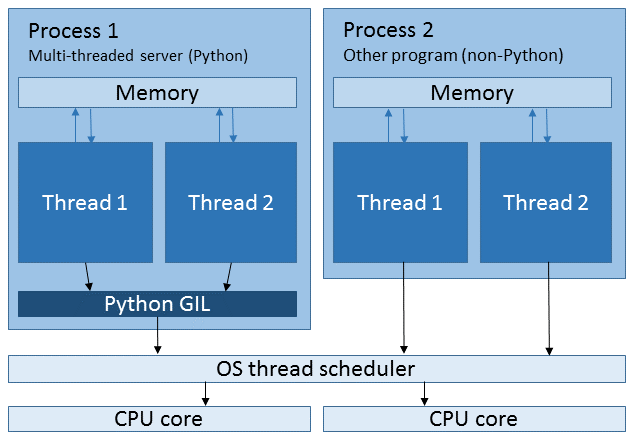 Process 1
Multi-threaded server (Python)
Memory
Thread 1
Thread 2
Python GIL
Process 2
Other program (non-Python)
Memory
Thread 1
Thread 2
OS thread scheduler
CPU core
CPU core